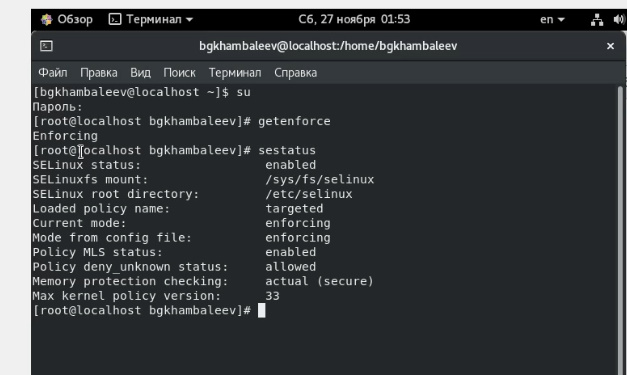 Обзор Терминал Сб, 27 ноября 01:53 en
bgkhambaleev@localhost:/home/bgkhambaleev ×
Файл Правка Вид Поиск Терминал Справка
[bgkhambaleev@localhost ~]$ su
Пароль:
[root@localhost bgkhambaleev]# getenforce
Enforcing
[root@localhost bgkhambaleev]# sestatus
SELinux status: enabled
SELinuxfs mount: /sys/fs/selinux
SELinux root directory: /etc/selinux
Loaded policy name: targeted
Current mode: enforcing
Mode from config file: enforcing
Policy MLS status: enabled
Policy deny_unknown status: allowed
Memory protection checking: actual (secure)
Max kernel policy version: 33
[root@localhost bgkhambaleev]#